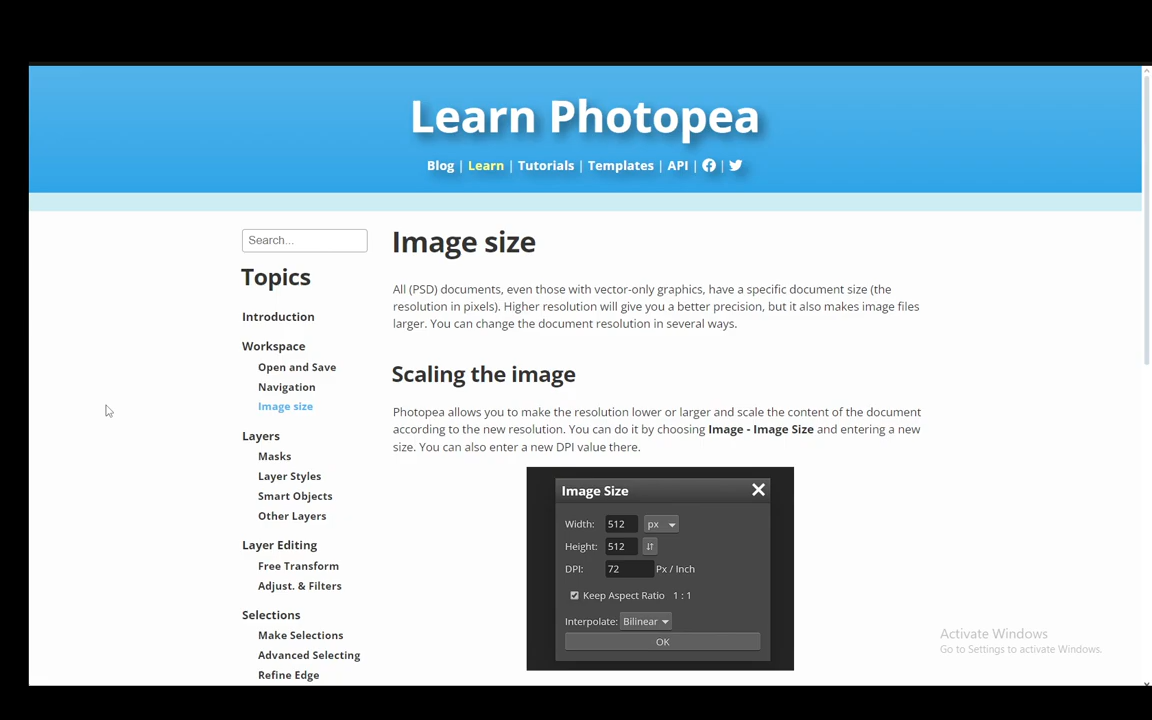 Learn Photopea
Blog | Learn | Tutorials | Templates | API | |
Search...
Topics
Introduction
Workspace
Open and Save
Navigation
Image size
Layers
Masks
Layer Styles
Smart Objects
Other Layers
Layer Editing
Free Transform
Adjust. & Filters
Selections
Make Selections
Advanced Selecting
Refine Edge
Image size
All (PSD) documents, even those with vector-only graphics, have a specific document size (the
resolution in pixels). Higher resolution will give you a better precision, but it also makes image files
larger. You can change the document resolution in several ways.
Scaling the image
Photopea allows you to make the resolution lower or larger and scale the content of the document
according to the new resolution. You can do it by choosing Image - Image Size and entering a new
size. You can also enter a new DPI value there.
Image Size
Width: 512 px
Height: 512
DPI: 72 Px / Inch
Keep Aspect Ratio 1 : 1
Interpolate: Bilinear
OK
Activate Windows
Go to Settings to activate Windows.